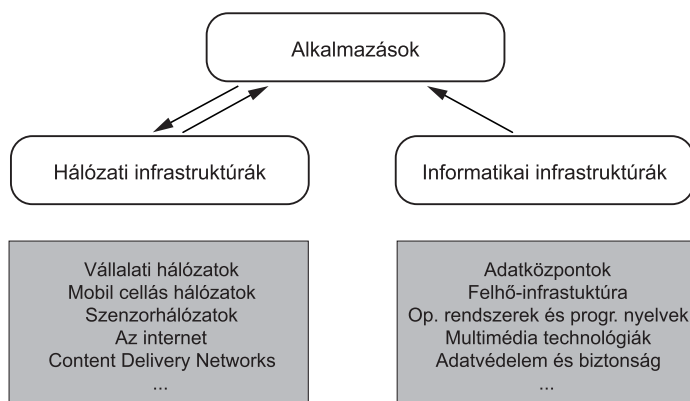 Alkalmazások
Hálózati infrastruktúrák
Informatikai infrastruktúrák
Vállalati hálózatok
Mobil cellás hálózatok
Szenzorhálózatok
Az internet
Content Delivery Networks
...
Adatközpontok
Felhő-infrastuktúra
Op. rendszerek és progr. nyelvek
Multimédia technológiák
Adatvédelem és biztonság
...